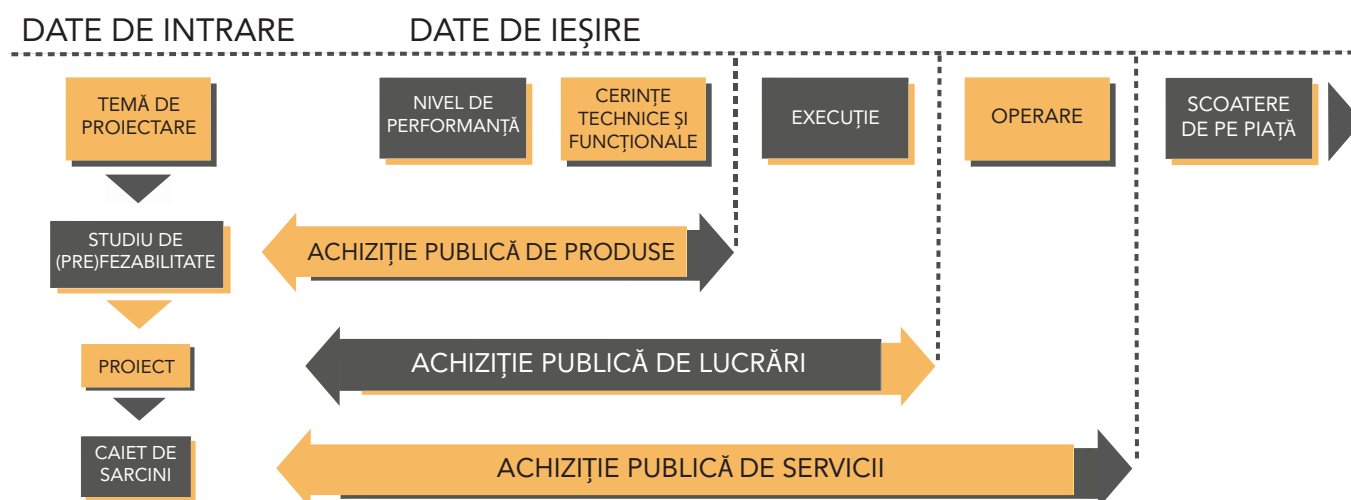 DATE DE INTRARE
DATE DE IEȘIRE
TEMĂ DE
PROIECTARE
NIVEL DE
PERFORMANȚĂ
CERINȚE
TECHNICE ȘI
FUNCȚIONALE
EXECUȚIE
OPERARE
SCOATERE
DE PE PIAȚĂ
STUDIU DE
(PRE)FEZABILITATE
ACHIZIȚIE PUBLICĂ DE PRODUSE
PROIECT
ACHIZIȚIE PUBLICĂ DE LUCRĂRI
CAIET DE
SARCINI
ACHIZIȚIE PUBLICĂ DE SERVICII